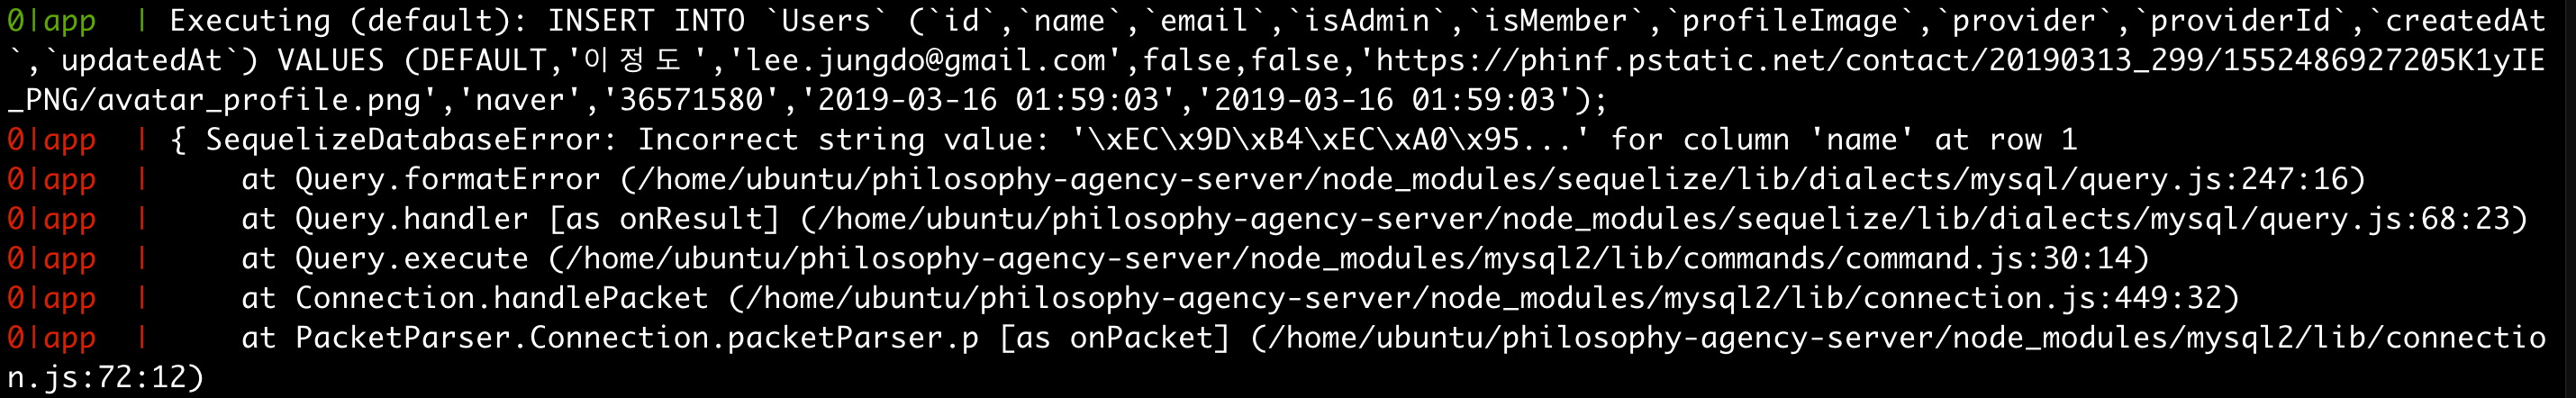 0|app  | Executing (default): INSERT INTO `Users` (`id`,`name`,`email`,`isAdmin`,`isMember`,`profileImage`,`provider`,`providerId`,`createdAt
`,`updatedAt`) VALUES (DEFAULT,'이정도','lee.jungdo@gmail.com',false,false,'https://phinf.pstatic.net/contact/20190313_299/1552486927205K1yIE
_PNG/avatar_profile.png','naver','36571580','2019-03-16 01:59:03','2019-03-16 01:59:03');
0|app  | { SequelizeDatabaseError: Incorrect string value: '\xEC\x9D\xB4\xEC\xA0\x95...' for column 'name' at row 1
0|app  |     at Query.formatError (/home/ubuntu/philosophy-agency-server/node_modules/sequelize/lib/dialects/mysql/query.js:247:16)
0|app  |     at Query.handler [as onResult] (/home/ubuntu/philosophy-agency-server/node_modules/sequelize/lib/dialects/mysql/query.js:68:23)
0|app  |     at Query.execute (/home/ubuntu/philosophy-agency-server/node_modules/mysql2/lib/commands/command.js:30:14)
0|app  |     at Connection.handlePacket (/home/ubuntu/philosophy-agency-server/node_modules/mysql2/lib/connection.js:449:32)
0|app  |     at PacketParser.Connection.packetParser.p [as onPacket] (/home/ubuntu/philosophy-agency-server/node_modules/mysql2/lib/connectio
n.js:72:12)